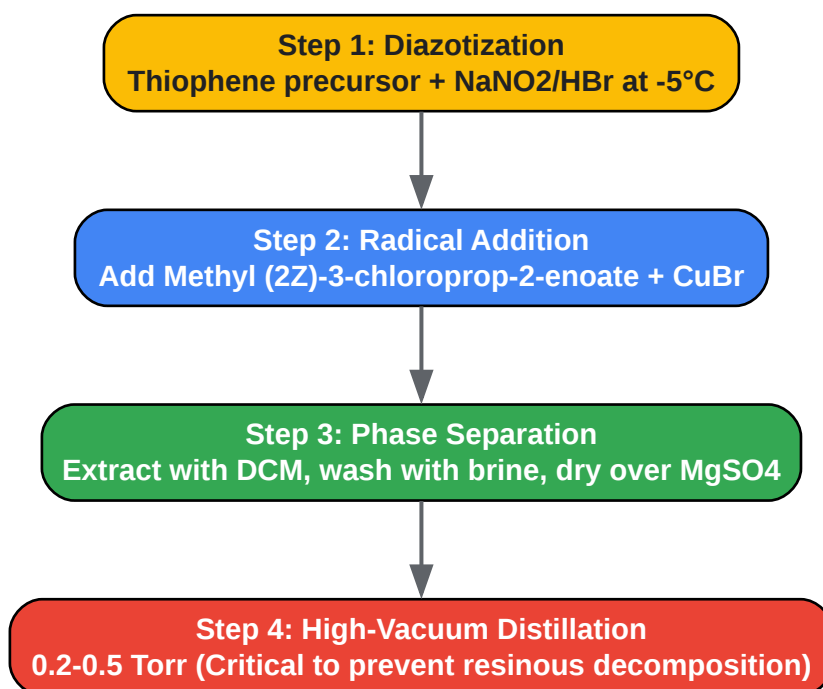 Step 1: Diazotization
Thiophene precursor + NaNO2/HBr at -5°C
Step 2: Radical Addition
Add Methyl (2Z)-3-chloroprop-2-enoate + CuBr
Step 3: Phase Separation
Extract with DCM, wash with brine, dry over MgSO4
Step 4: High-Vacuum Distillation
0.2-0.5 Torr (Critical to prevent resinous decomposition)